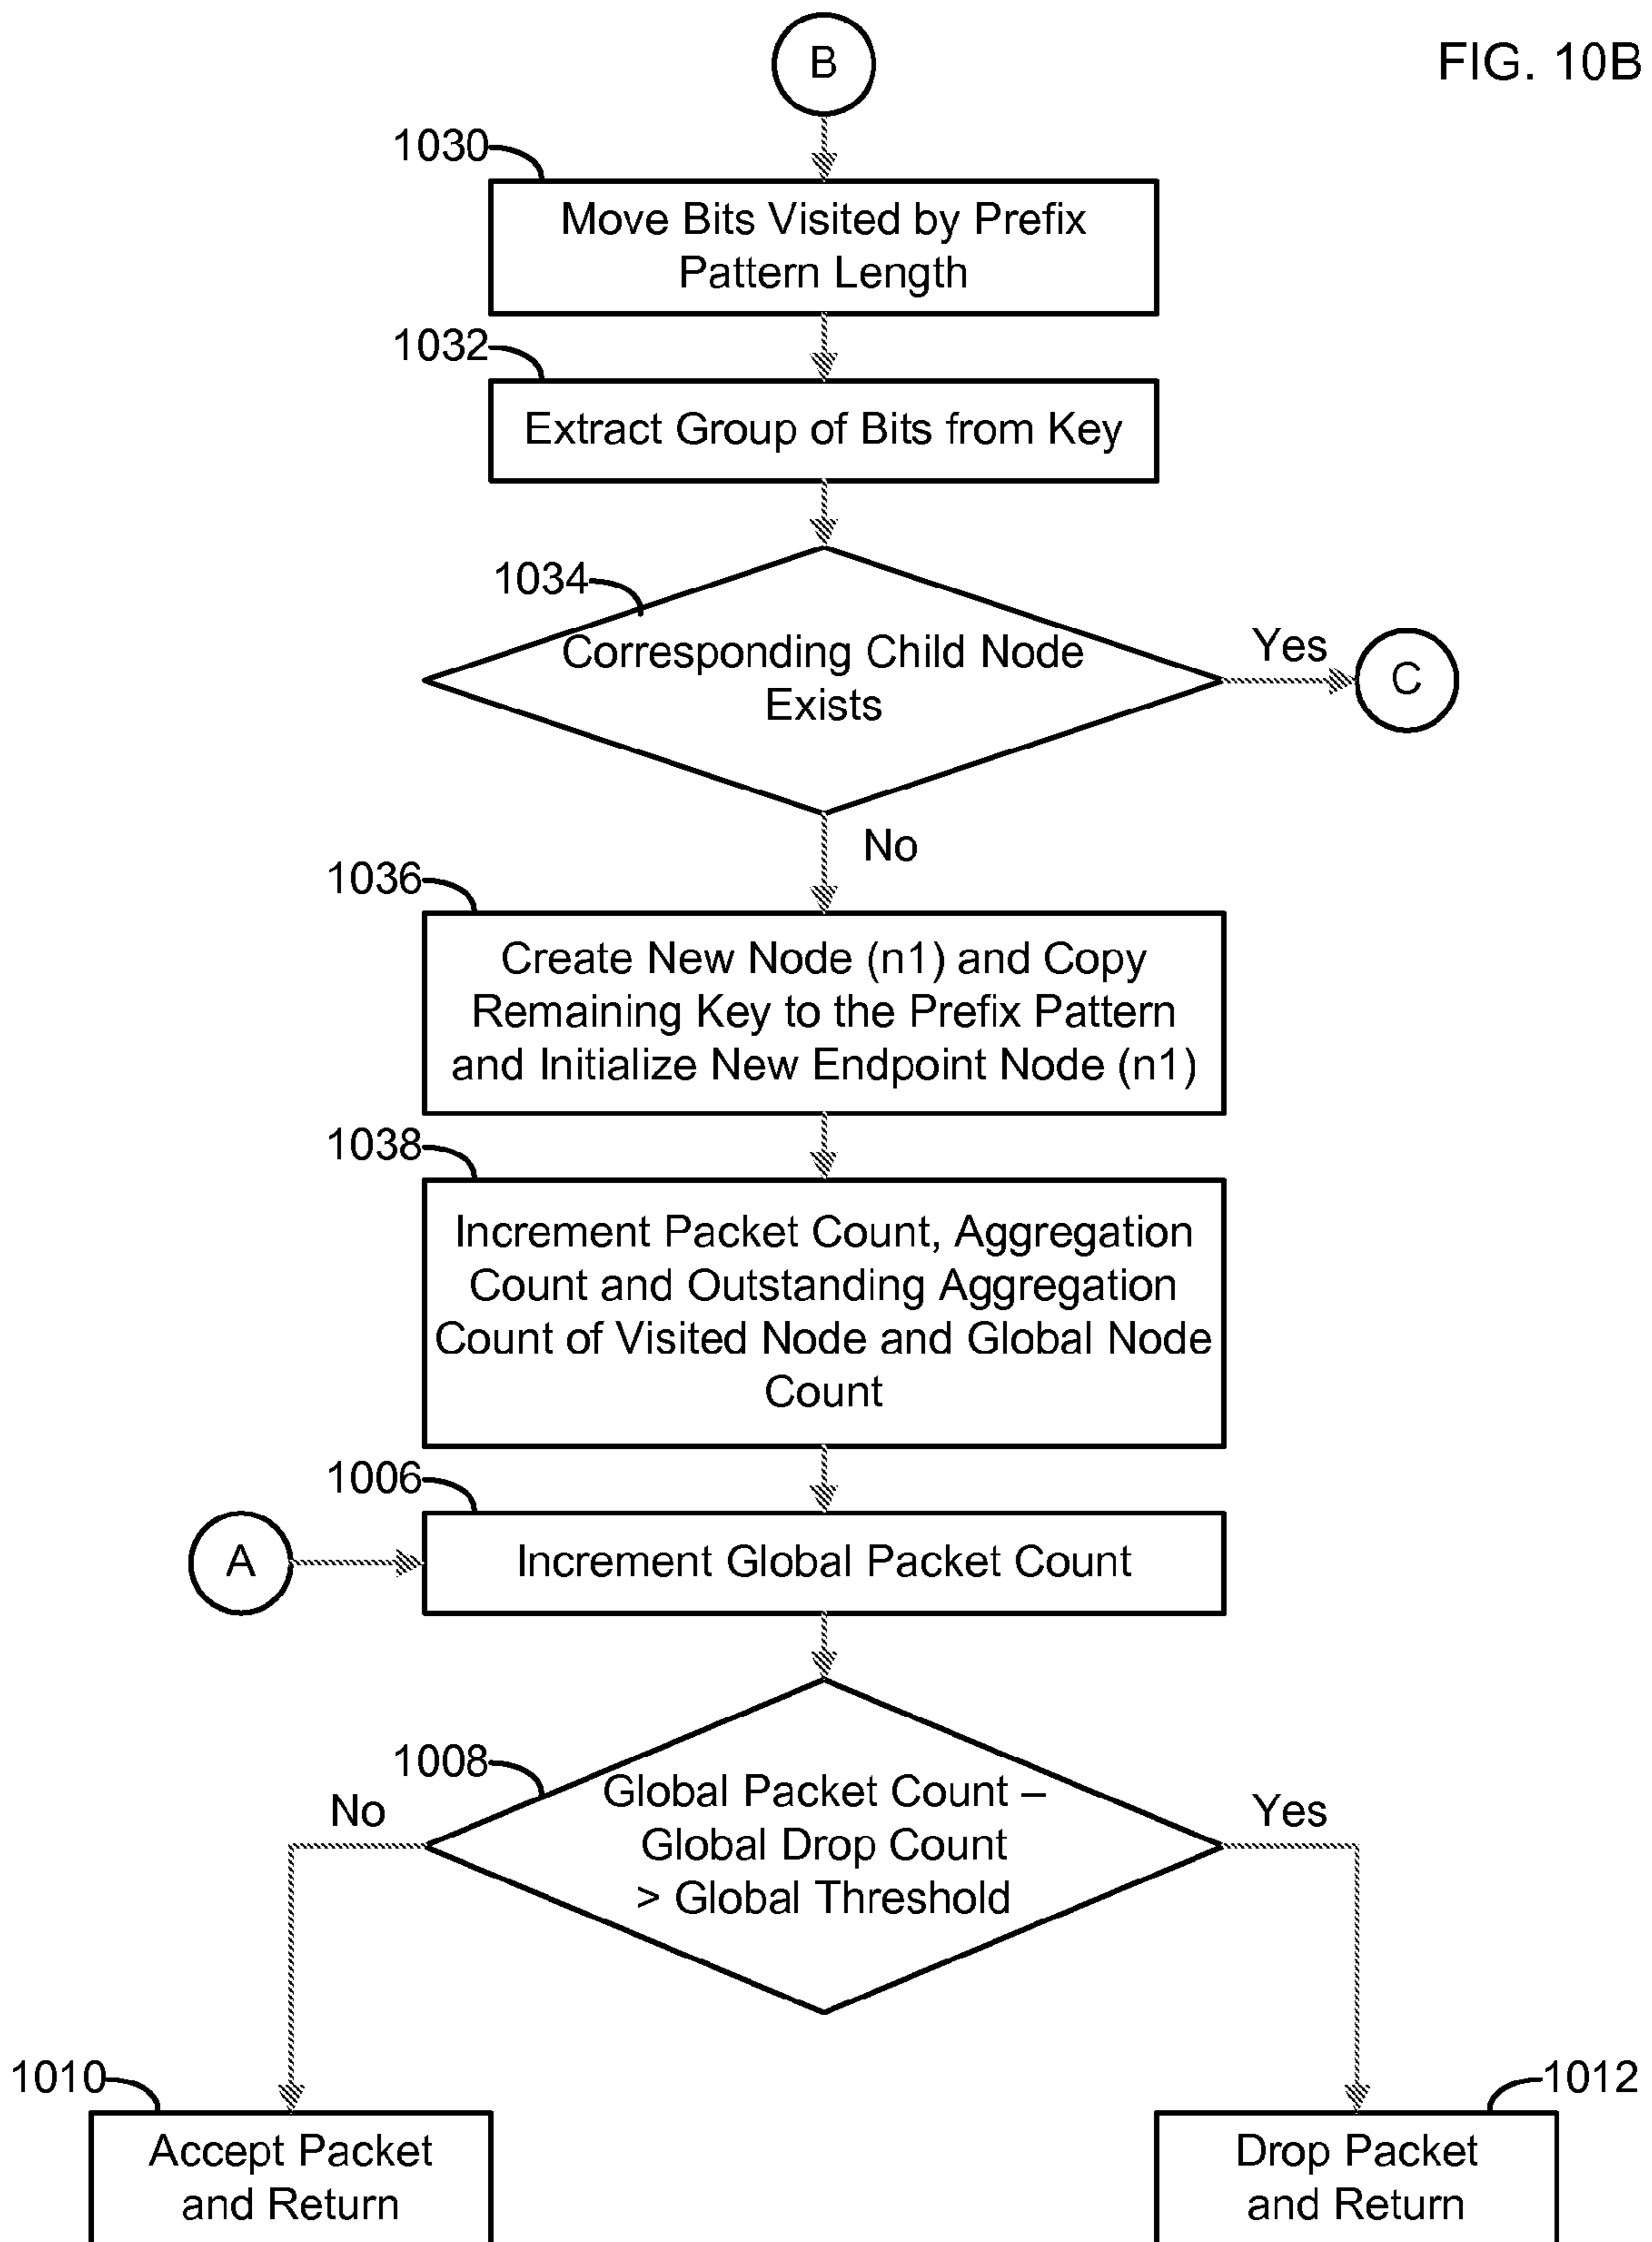 FIG. 10B
B
1030
Move Bits Visited by Prefix
Pattern Length
1032
Extract Group of Bits from Key
1034
Corresponding Child Node
Exists
Yes
C
No
1036
Create New Node (n1) and Copy
Remaining Key to the Prefix Pattern
and Initialize New Endpoint Node (n1)
1038
Increment Packet Count, Aggregation
Count and Outstanding Aggregation
Count of Visited Node and Global Node
Count
1006
A
Increment Global Packet Count
1008
Global Packet Count –
Global Drop Count
> Global Threshold
No
Yes
1010
Accept Packet
and Return
1012
Drop Packet
and Return